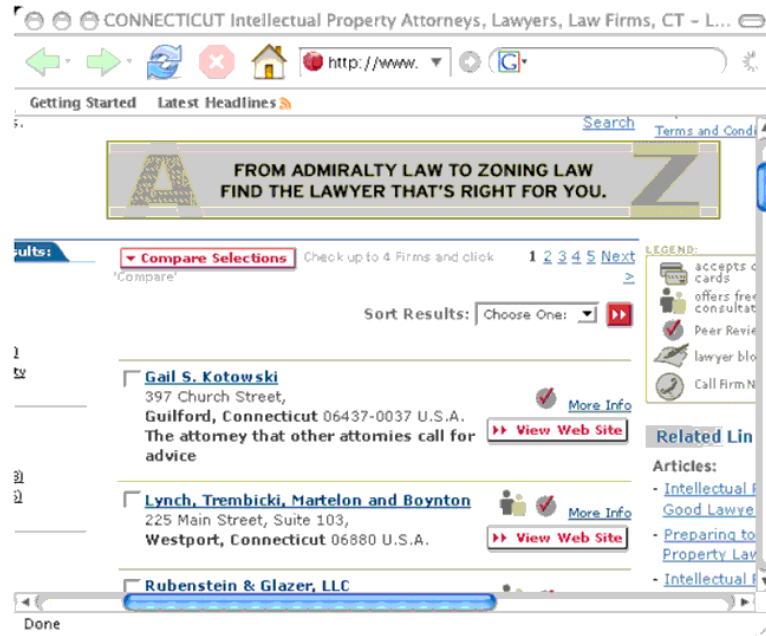 CONNECTICUT Intellectual Property Attorneys, Lawyers, Law Firms, CT – L...
http://www.
G
Getting Started Latest Headlines
s.
Search
Terms and Condi
A
FROM ADMIRALTY LAW TO ZONING LAW
FIND THE LAWYER THAT'S RIGHT FOR YOU.
Z
sults:
Compare Selections Check up to 4 Firms and click
'Compare'
1 2 3 4 5 Next
>
Sort Results: Choose One:
LEGEND:
accepts c
cards
offers free
consultat
Peer Revie
lawyer blo
Call Firm N
ty
Gail S. Kotowski
397 Church Street,
Guilford, Connecticut 06437-0037 U.S.A.
The attorney that other attornies call for
advice
More Info
View Web Site
Lynch, Trembicki, Martelon and Boynton
225 Main Street, Suite 103,
Westport, Connecticut 06880 U.S.A.
More Info
View Web Site
Rubenstein & Glazer, LLC
Related Lin
Articles:
- Intellectual P
Good Lawye
- Preparing to
Property Law
- Intellectual P
Done